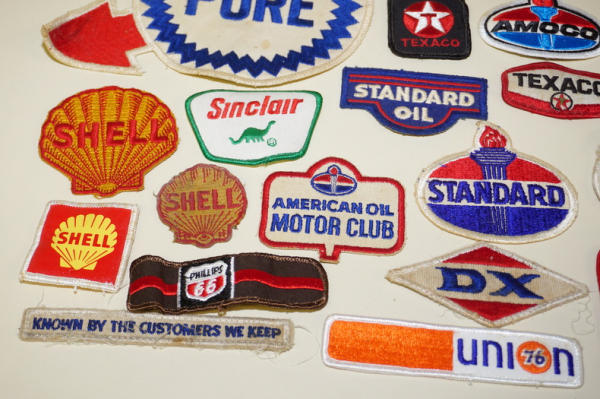 PURE
TEXACO
AMOCO
SHELL
Sinclair
STANDARD
OIL
TEXACO
SHELL
AMERICAN OIL
MOTOR CLUB
STANDARD
SHELL
PHILLIPS
66
DX
KNOWN BY THE CUSTOMERS WE KEEP
union
76